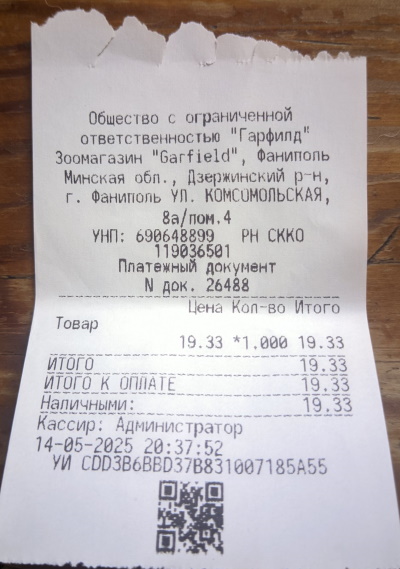 Общество с ограниченной
ответственностью "Гарфилд"
Зоомагазин "Garfield", Фаниполь
Минская обл., Дзержинский р-н,
г. Фаниполь УЛ. КОМСОМОЛЬСКАЯ,
8а/пом.4
УНП: 690648899 РН СККО
119036501
Платежный документ
N док. 26488
Цена Кол-во Итого
Товар
19.33 *1.000 19.33
ИТОГО 19.33
ИТОГО К ОПЛАТЕ 19.33
Наличными: 19.33
Кассир: Администратор
14-05-2025 20:37:52
УИ CDD3B6BBD37B831007185A55